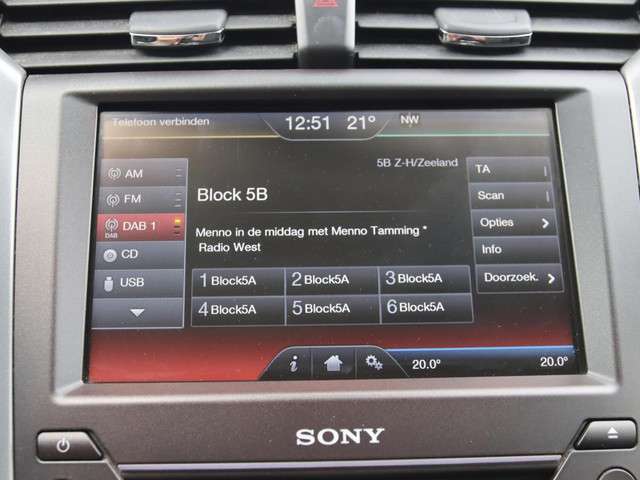 Telefoon verbinden
12:51 21° NW
5B Z-H/Zeeland
AM
FM
DAB 1
DAB
CD
USB
Block 5B
Menno in de middag met Menno Tamming *
Radio West
1 Block5A
2 Block5A
3 Block5A
4 Block5A
5 Block5A
6 Block5A
TA
Scan
Opties
Info
Doorzoek.
i
20.0°
20.0°
SONY